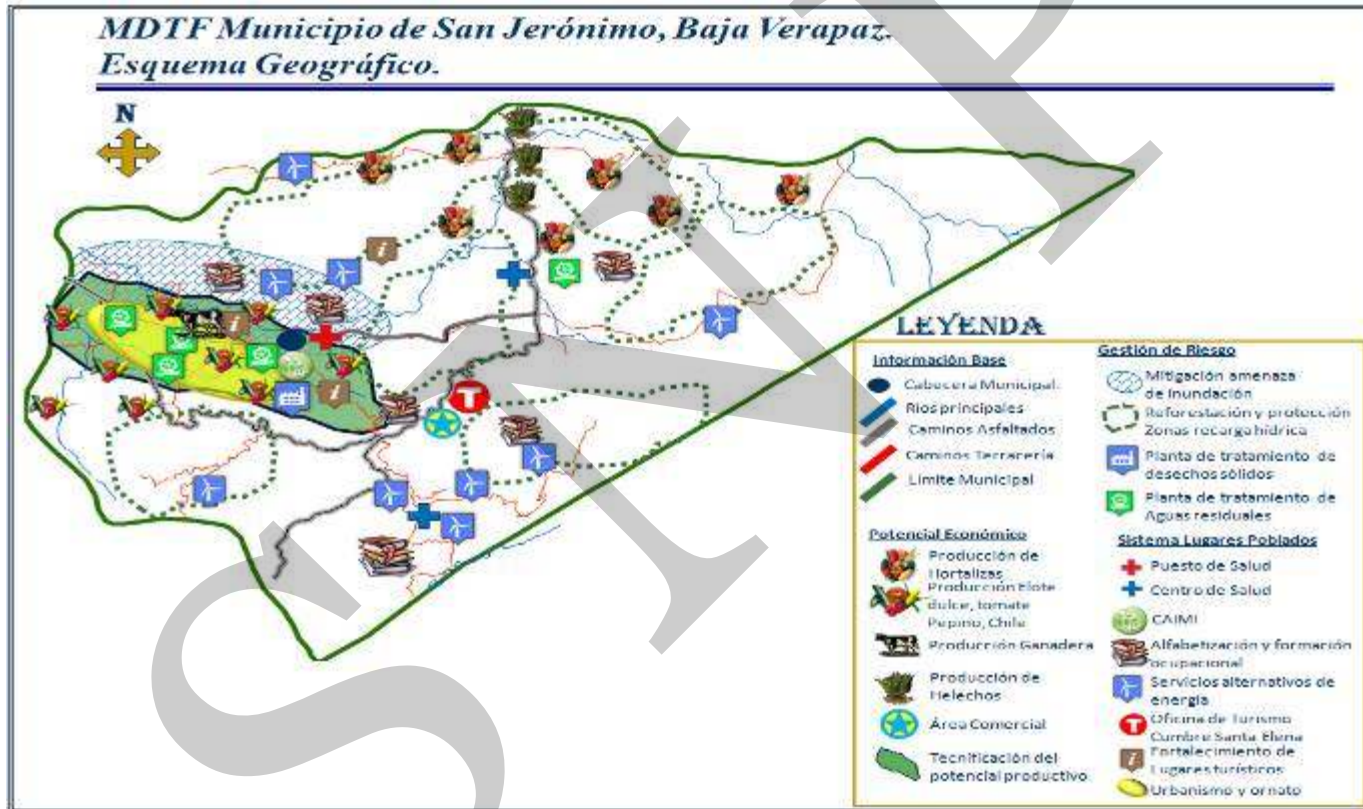 MDTF Municipio de San Jerónimo, Baja Verapaz.
Esquema Geográfico.
N
LEYENDA
Información Base
Cabecera Municipal.
Rios principales
Caminos Asfaltados
Caminos Terracería
Limite Municipal
Potencial Económico
Producción de
Hortalizas
Producción Elote
dulce, tomate
Pepino, Chile
Producción Ganadera
Producción de
Helechos
Área Comercial
Tecnificación del
potencial productivo
Gestión de Riesgo
Mitigación amenaza
de inundación
Reforestación y protección
Zonas recarga hídrica
Planta de tratamiento de
desechos sólidos
Planta de tratamiento de
Aguas residuales
Sistema Lugares Poblados
Puesto de Salud
Centro de Salud
CAIMI
Alfabetización y formación
ocupacional
Servicios alternativos de
energía
T
Oficina de Turismo
Cumbre Santa Elena
Fortalecimiento de
Lugares turísticos
Urbanismo y ornato